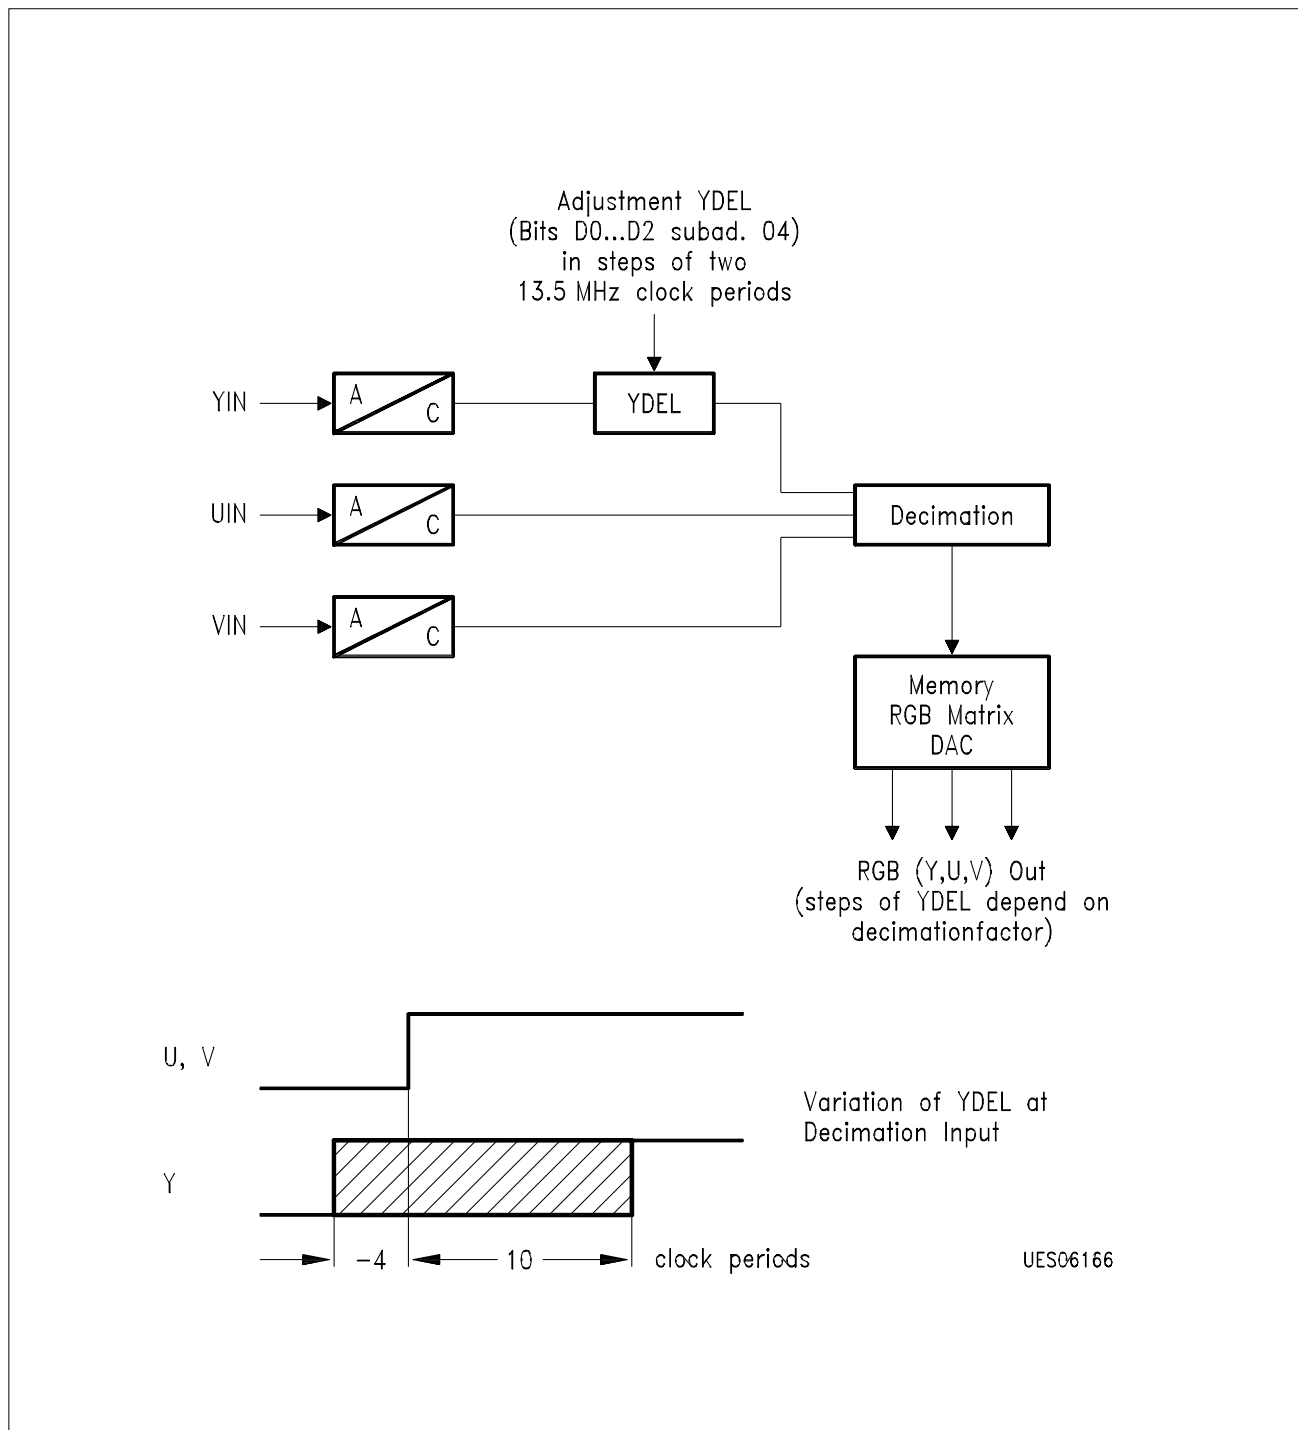 Adjustment YDEL
(Bits D0...D2 subad. 04)
in steps of two
13.5 MHz clock periods
YIN
A
C
YDEL
UIN
A
C
Decimation
VIN
A
C
Memory
RGB Matrix
DAC
RGB (Y,U,V) Out
(steps of YDEL depend on
decimationfactor)
U, V
Variation of YDEL at
Decimation Input
Y
-4
10
clock periods
UES06166